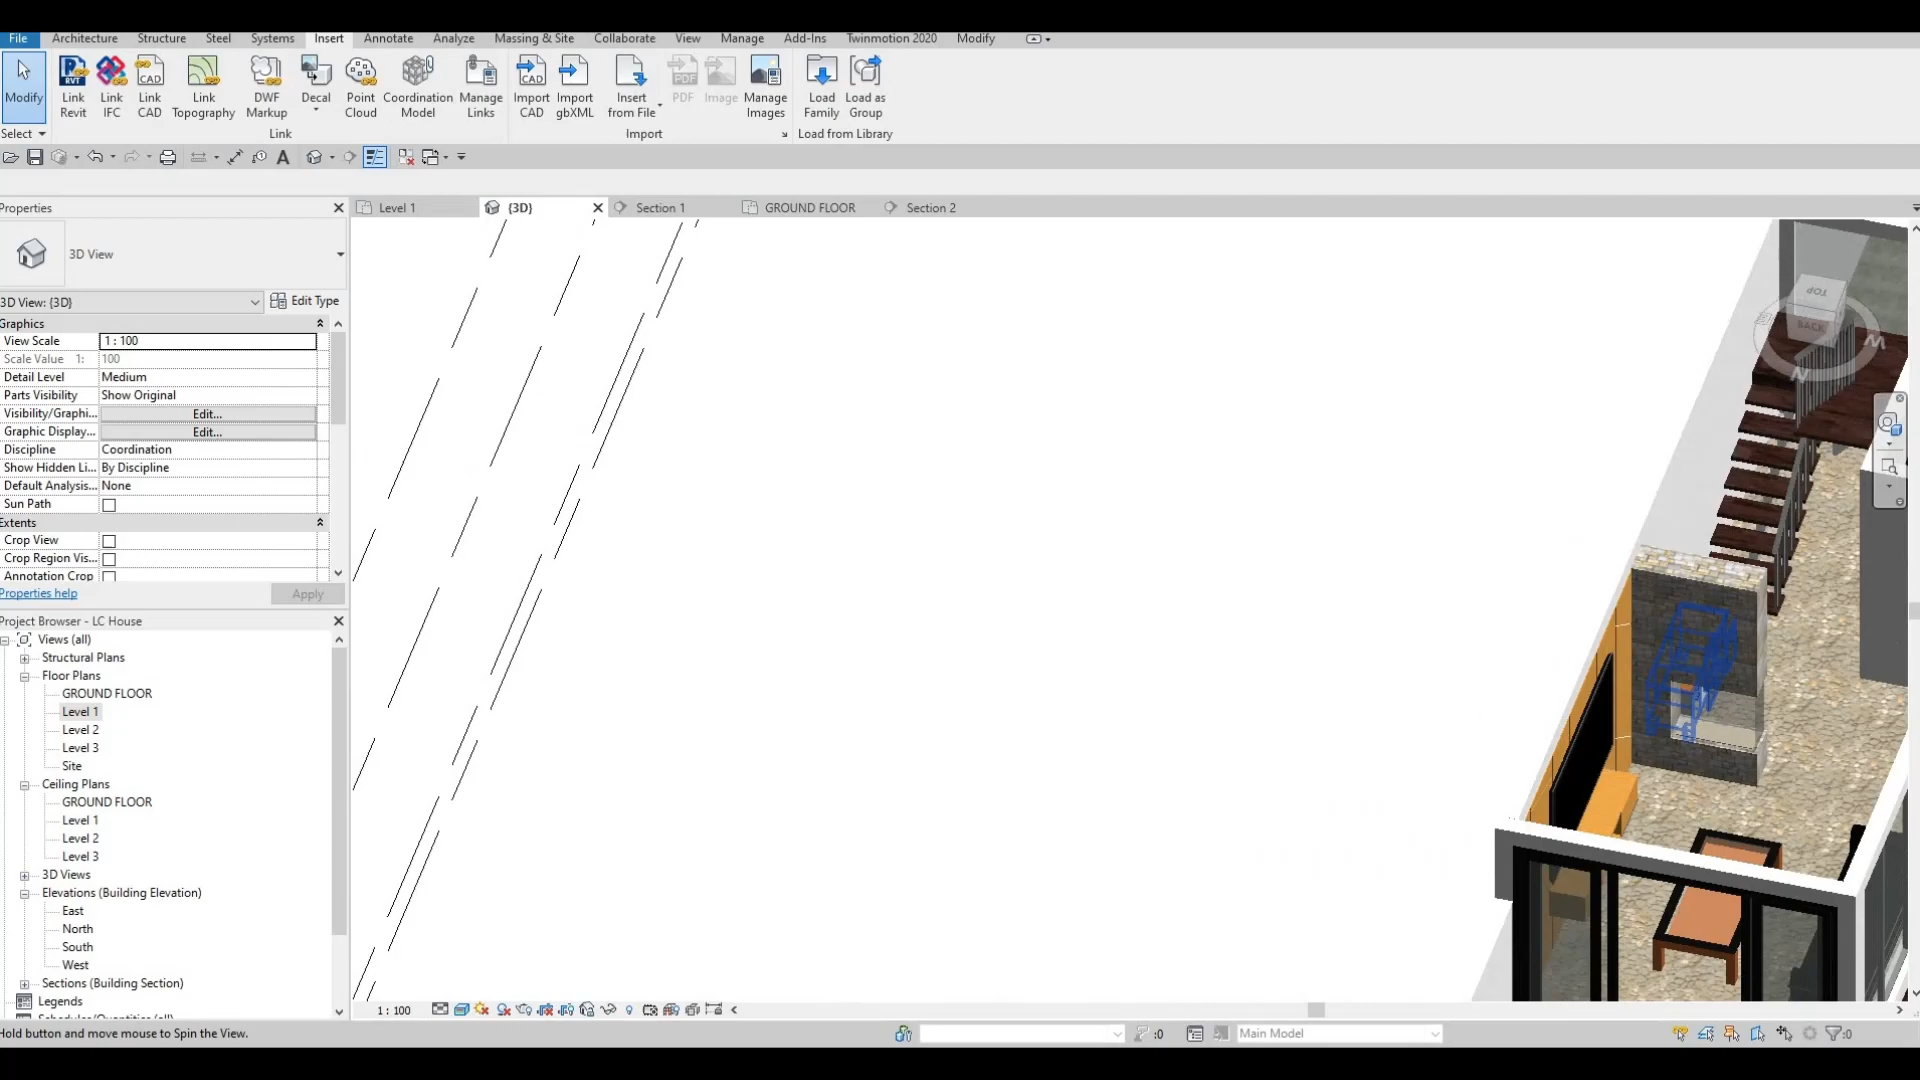 File Architecture Structure Steel Systems Insert Annotate Analyze Massing & Site Collaborate View Manage Add-Ins Twinmotion 2020 Modify
Modify Link Revit Link IFC Link CAD Link Topography DWF Markup Decal Point Cloud Coordination Model Manage Links Import CAD Import gbXML Insert from File PDF Image Manage Images Load Family Load as Group
Select Link Import Load from Library
Properties
Level 1 {3D} Section 1 GROUND FLOOR Section 2
3D View
3D View: {3D} Edit Type
Graphics
View Scale 1 : 100
Scale Value 1: 100
Detail Level Medium
Parts Visibility Show Original
Visibility/Graphi... Edit...
Graphic Display... Edit...
Discipline Coordination
Show Hidden Li... By Discipline
Default Analysis... None
Sun Path
Extents
Crop View
Crop Region Vis...
Annotation Crop
Properties help Apply
Project Browser - LC House
Views (all)
Structural Plans
Floor Plans
GROUND FLOOR
Level 1
Level 2
Level 3
Site
Ceiling Plans
GROUND FLOOR
Level 1
Level 2
Level 3
3D Views
Elevations (Building Elevation)
East
North
South
West
Sections (Building Section)
Legends
Schedules/Quantities (all)
TOP
BACK
N
1 : 100
Hold button and move mouse to Spin the View.
:0
Main Model
:0